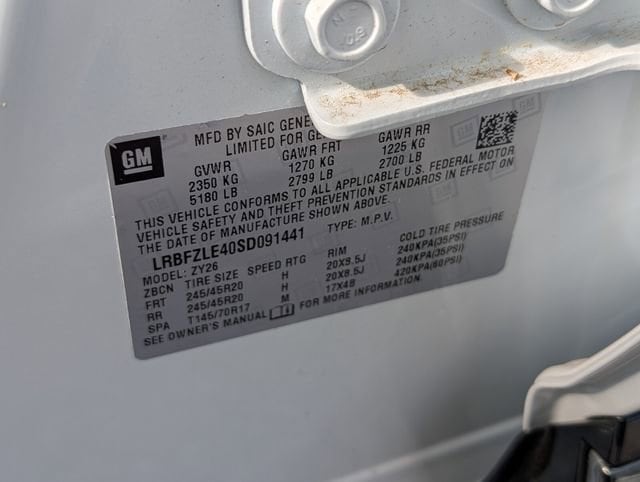 GM
MFD BY SAIC GENE
LIMITED FOR GE
GVWR GAWR FRT GAWR RR
2350 KG 1270 KG 1225 KG
5180 LB 2799 LB 2700 LB
THIS VEHICLE CONFORMS TO ALL APPLICABLE U.S. FEDERAL MOTOR
VEHICLE SAFETY AND THEFT PREVENTION STANDARDS IN EFFECT ON
THE DATE OF MANUFACTURE SHOWN ABOVE.
LRBFZLE40SD091441 TYPE: M.P.V.
MODEL: ZY26
ZBCN TIRE SIZE SPEED RTG RIM COLD TIRE PRESSURE
FRT 245/45R20 H 20X8.5J 240KPA(35PSI)
RR 245/45R20 H 20X8.5J 240KPA(35PSI)
SPA T145/70R17 M 17X4B 420KPA(60PSI)
SEE OWNER'S MANUAL FOR MORE INFORMATION.